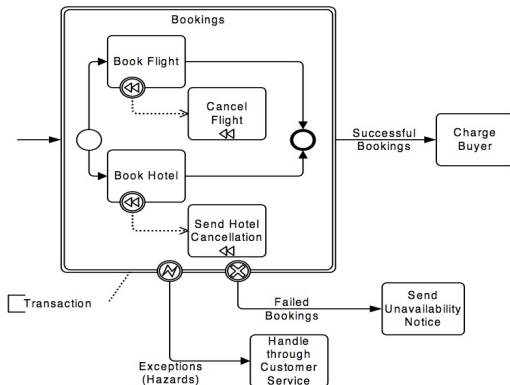 Bookings
Book Flight
Cancel
Flight
Successful
Bookings
Charge
Buyer
Book Hotel
Send Hotel
Cancellation
Transaction
Failed
Bookings
Send
Unavailability
Notice
Exceptions
(Hazards)
Handle
through
Customer
Service